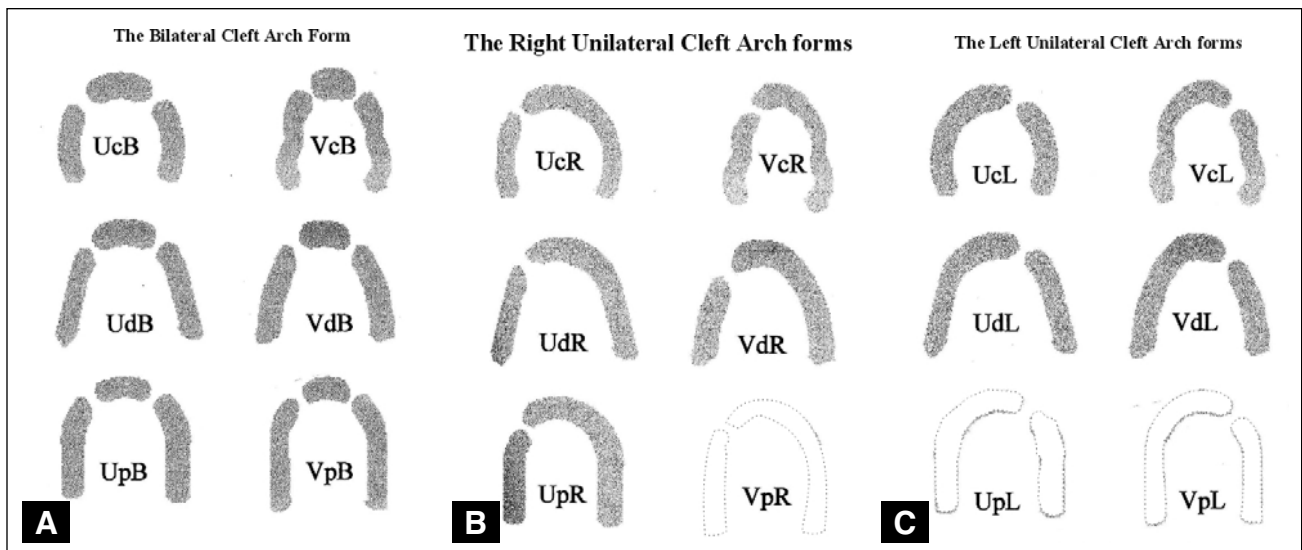 The Bilateral Cleft Arch Form
UcB VcB
UdB VdB
UpB VpB
A
The Right Unilateral Cleft Arch forms
UcR VcR
UdR VdR
UpR VpR
B
The Left Unilateral Cleft Arch forms
UcL VcL
UdL VdL
UpL VpL
C